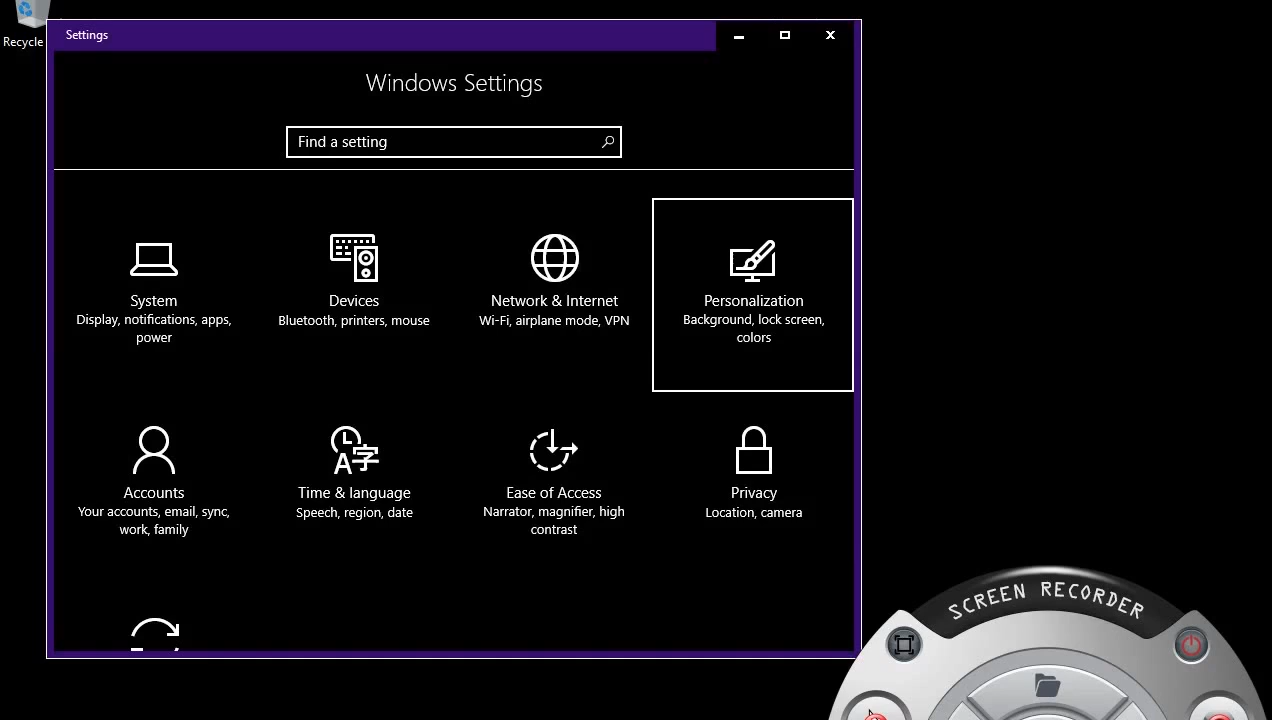 Recycle
Settings
Windows Settings
Find a setting
System
Display, notifications, apps,
power
Devices
Bluetooth, printers, mouse
Network & Internet
Wi-Fi, airplane mode, VPN
Personalization
Background, lock screen,
colors
Accounts
Your accounts, email, sync,
work, family
Time & language
Speech, region, date
Ease of Access
Narrator, magnifier, high
contrast
Privacy
Location, camera
SCREEN RECORDER